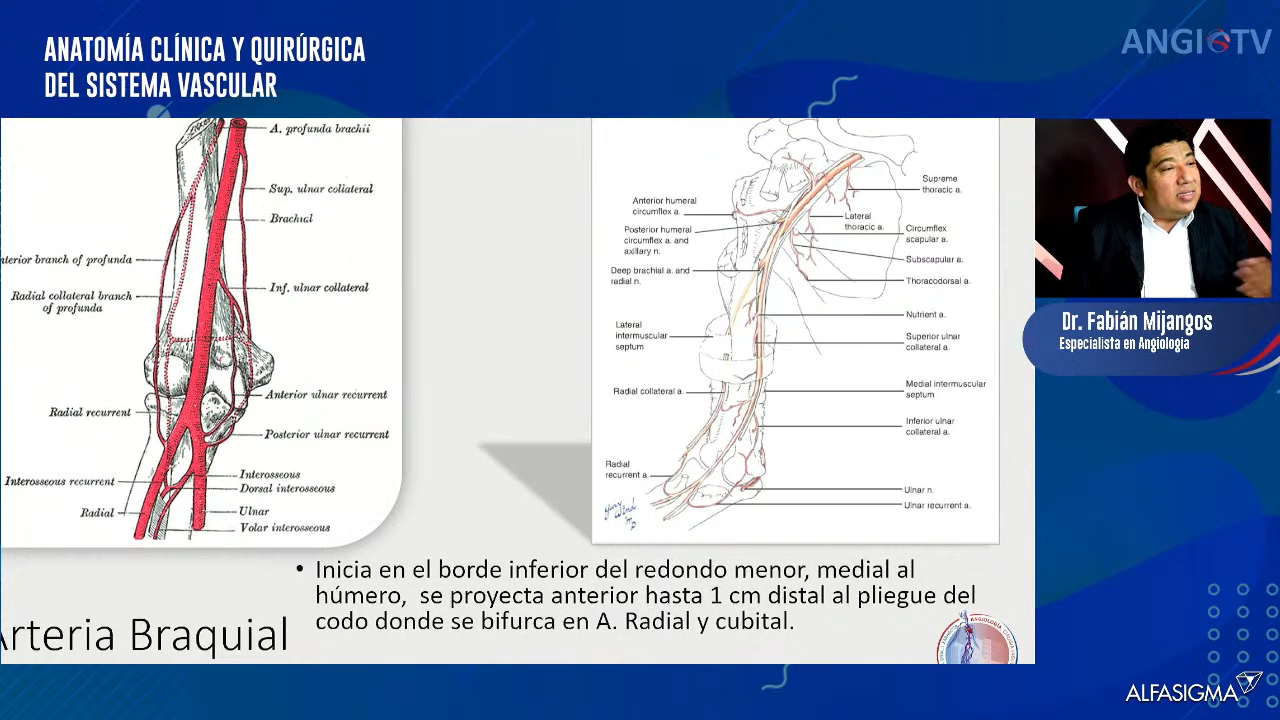 ANATOMÍA CLÍNICA Y QUIRÚRGICA
DEL SISTEMA VASCULAR
ANGIOTV
A. profunda brachii
Sup. ulnar collateral
Brachial
nterior branch of profunda
Radial collateral branch
of profunda
Inf. ulnar collateral
Anterior ulnar recurrent
Radial recurrent
Posterior ulnar recurrent
Interosseous recurrent
Interosseous
Dorsal interosseous
Radial
Ulnar
Volar interosseous
Supreme
thoracic a.
Anterior humeral
circumflex a.
Lateral
thoracic a.
Posterior humeral
circumflex a. and
axillary n.
Circumflex
scapular a.
Subscapular a.
Deep brachial a. and
radial n.
Thoracodorsal a.
Nutrient a.
Lateral
intermuscular
septum
Superior ulnar
collateral a.
Radial collateral a.
Medial intermuscular
septum
Inferior ulnar
collateral a.
Radial
recurrent a.
Ulnar n.
Ulnar recurrent a.
Dr. Fabián Mijangos
Especialista en Angiología
• Inicia en el borde inferior del redondo menor, medial al
húmero, se proyecta anterior hasta 1 cm distal al pliegue del
codo donde se bifurca en A. Radial y cubital.
Arteria Braquial
ALFASIGMA